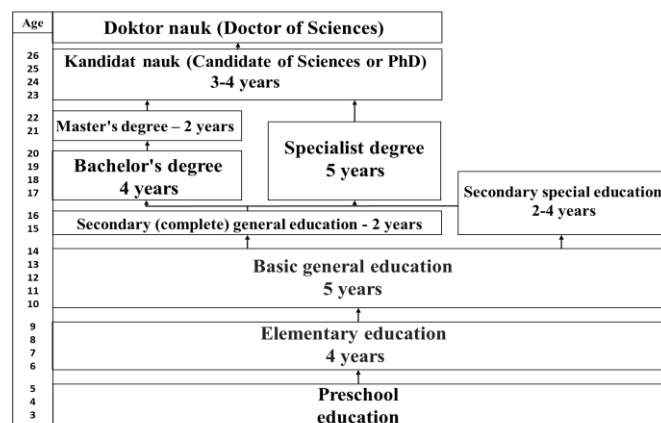 Age
Doktor nauk (Doctor of Sciences)
26
25
24
23
Kandidat nauk (Candidate of Sciences or PhD)
3-4 years
22
21
Master's degree – 2 years
Specialist degree
5 years
20
19
18
17
Bachelor's degree
4 years
Secondary special education
2-4 years
16
15
Secondary (complete) general education - 2 years
14
13
12
11
10
Basic general education
5 years
9
8
7
6
Elementary education
4 years
5
4
3
Preschool
education